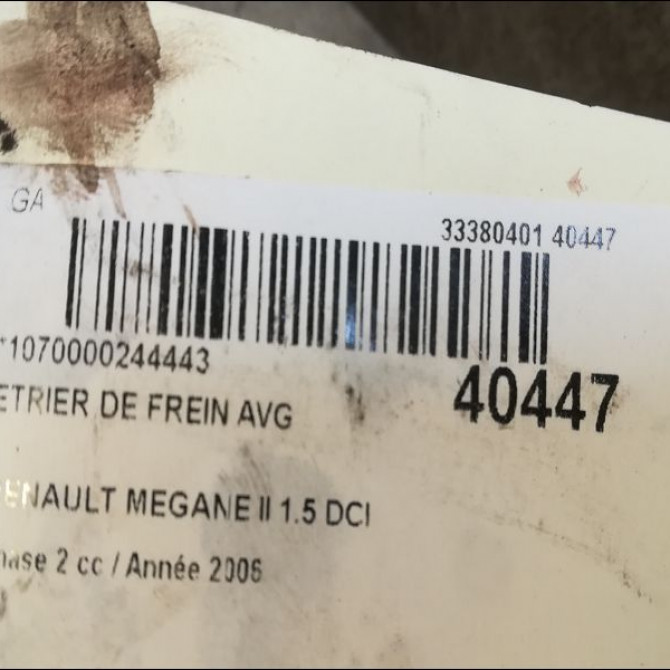 GA
33380401 40447
*1070000244443
40447
ETRIER DE FREIN AVG
RENAULT MEGANE II 1.5 DCI
hase 2 cc / Année 2006